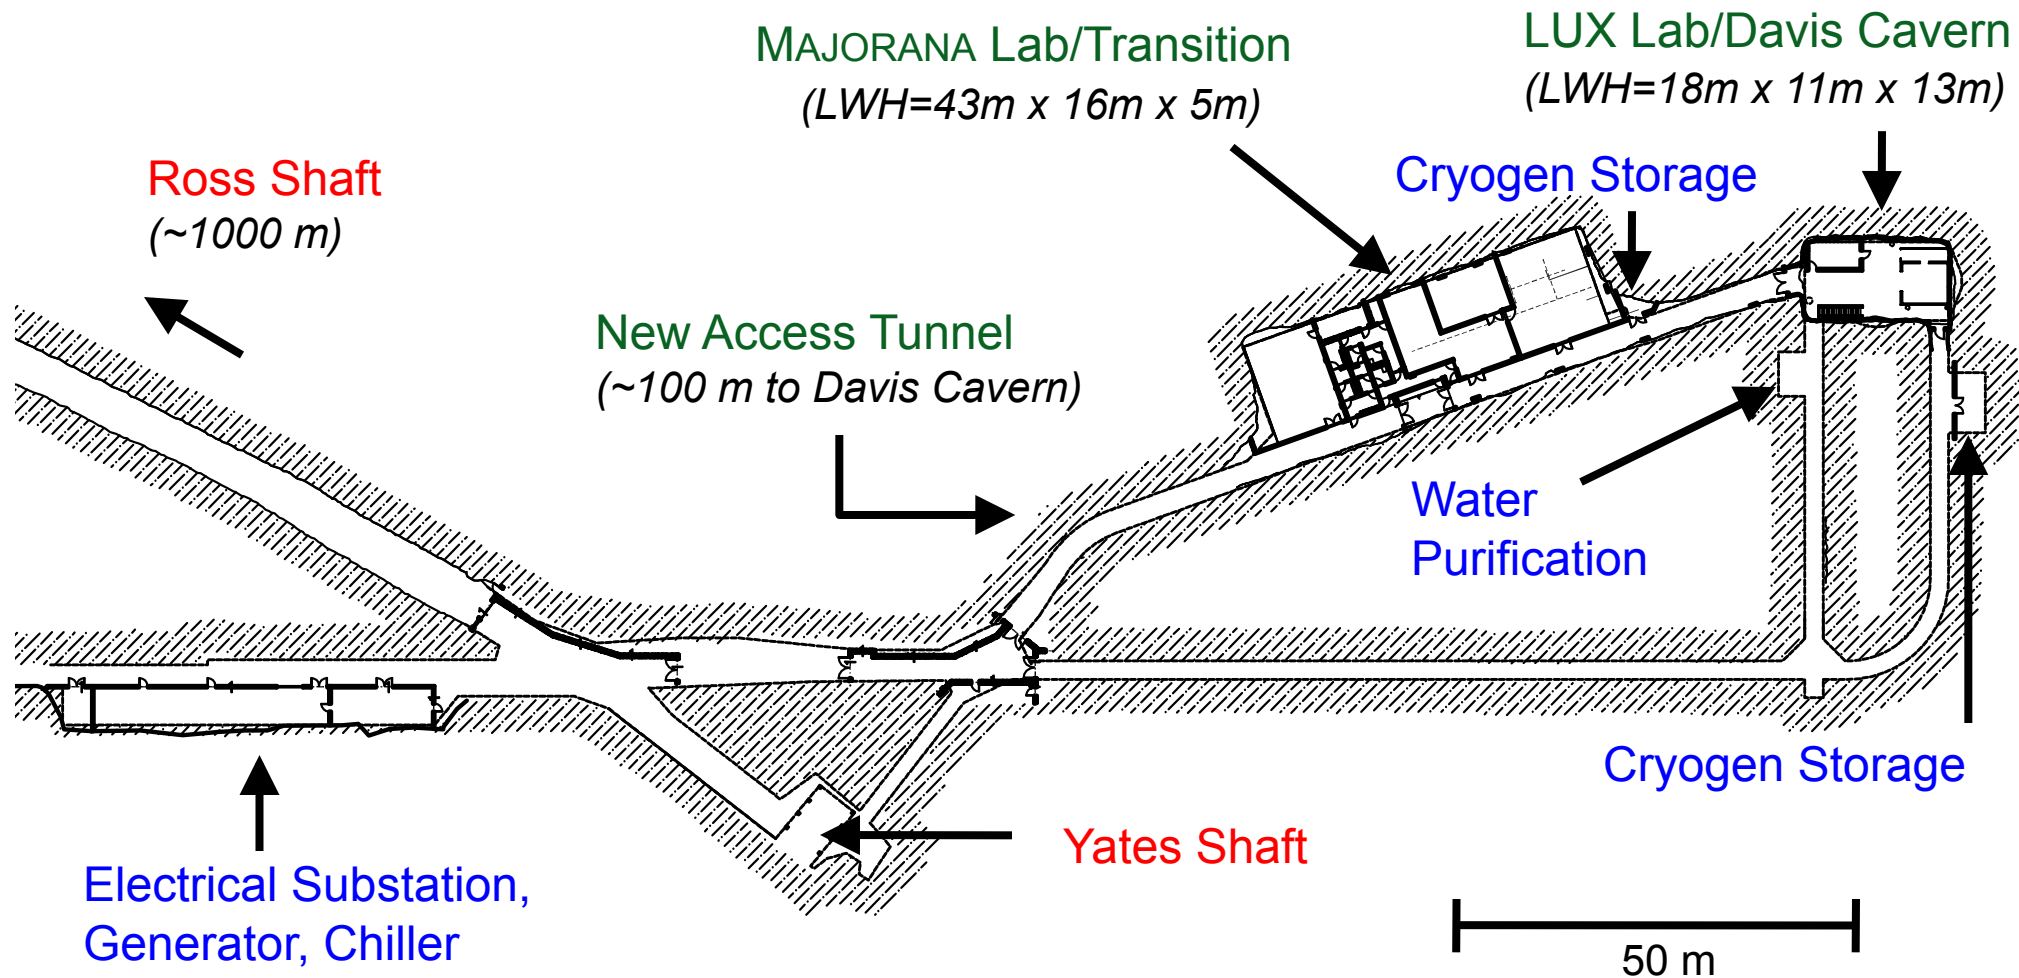 MAJORANA Lab/Transition
(LWH=43m x 16m x 5m)
LUX Lab/Davis Cavern
(LWH=18m x 11m x 13m)
Ross Shaft
(~1000 m)
Cryogen Storage
New Access Tunnel
(~100 m to Davis Cavern)
Water
Purification
Cryogen Storage
Yates Shaft
Electrical Substation,
Generator, Chiller
50 m